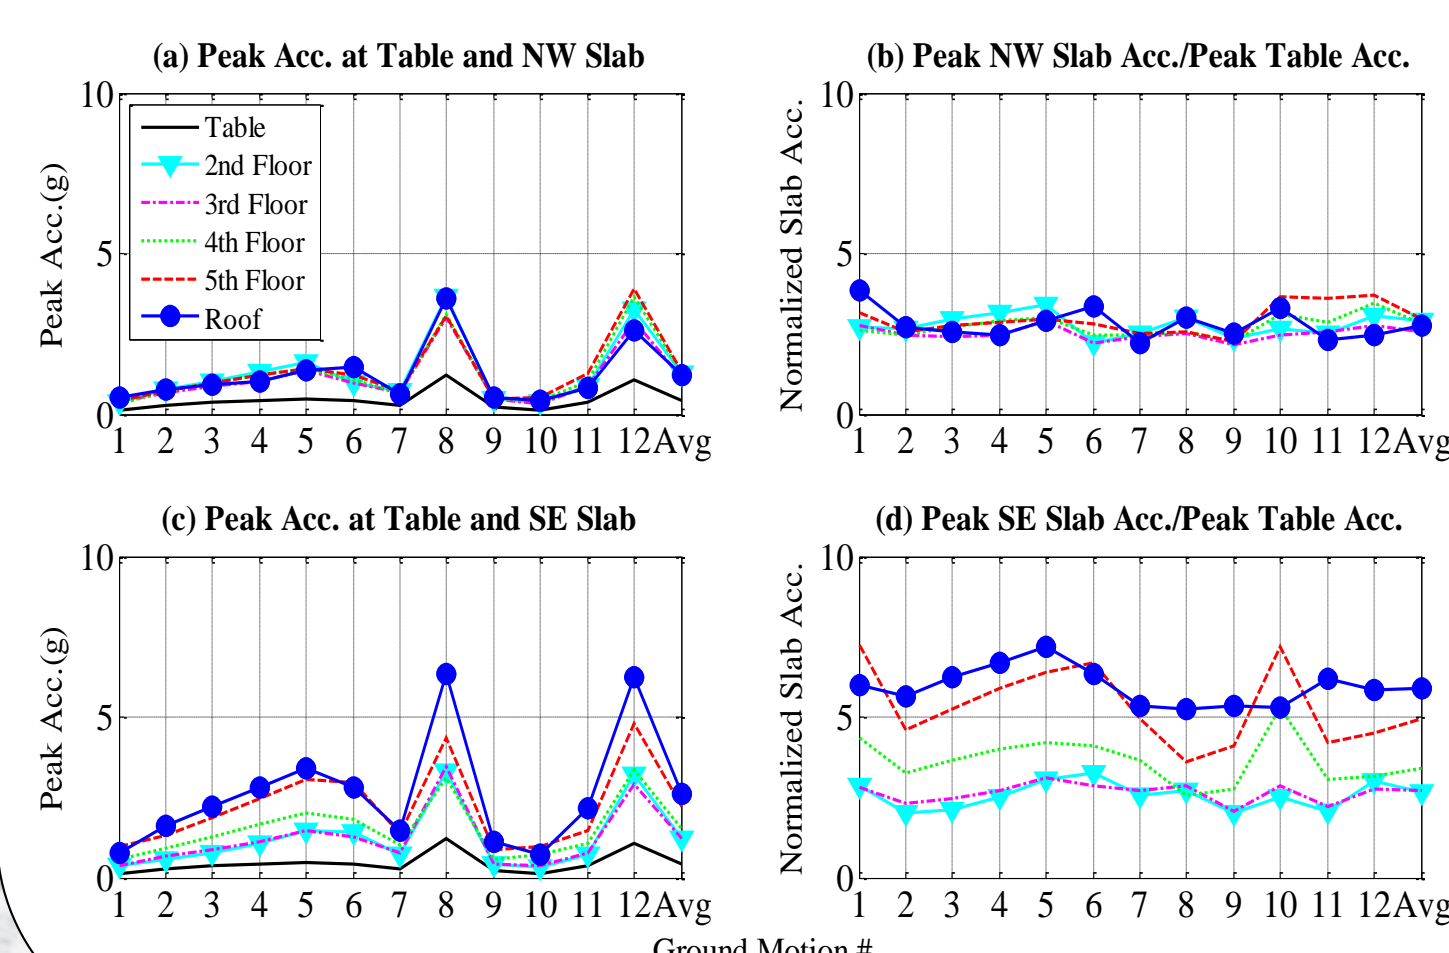 (a) Peak Acc. at Table and NW Slab
10
5
0
Peak Acc.(g)
Table
2nd Floor
3rd Floor
4th Floor
5th Floor
Roof
1 2 3 4 5 6 7 8 9 10 11 12Avg
(b) Peak NW Slab Acc./Peak Table Acc.
10
5
0
Normalized Slab Acc.
1 2 3 4 5 6 7 8 9 10 11 12Avg
(c) Peak Acc. at Table and SE Slab
10
5
0
Peak Acc.(g)
1 2 3 4 5 6 7 8 9 10 11 12Avg
(d) Peak SE Slab Acc./Peak Table Acc.
10
5
0
Normalized Slab Acc.
1 2 3 4 5 6 7 8 9 10 11 12Avg
Ground Motion #